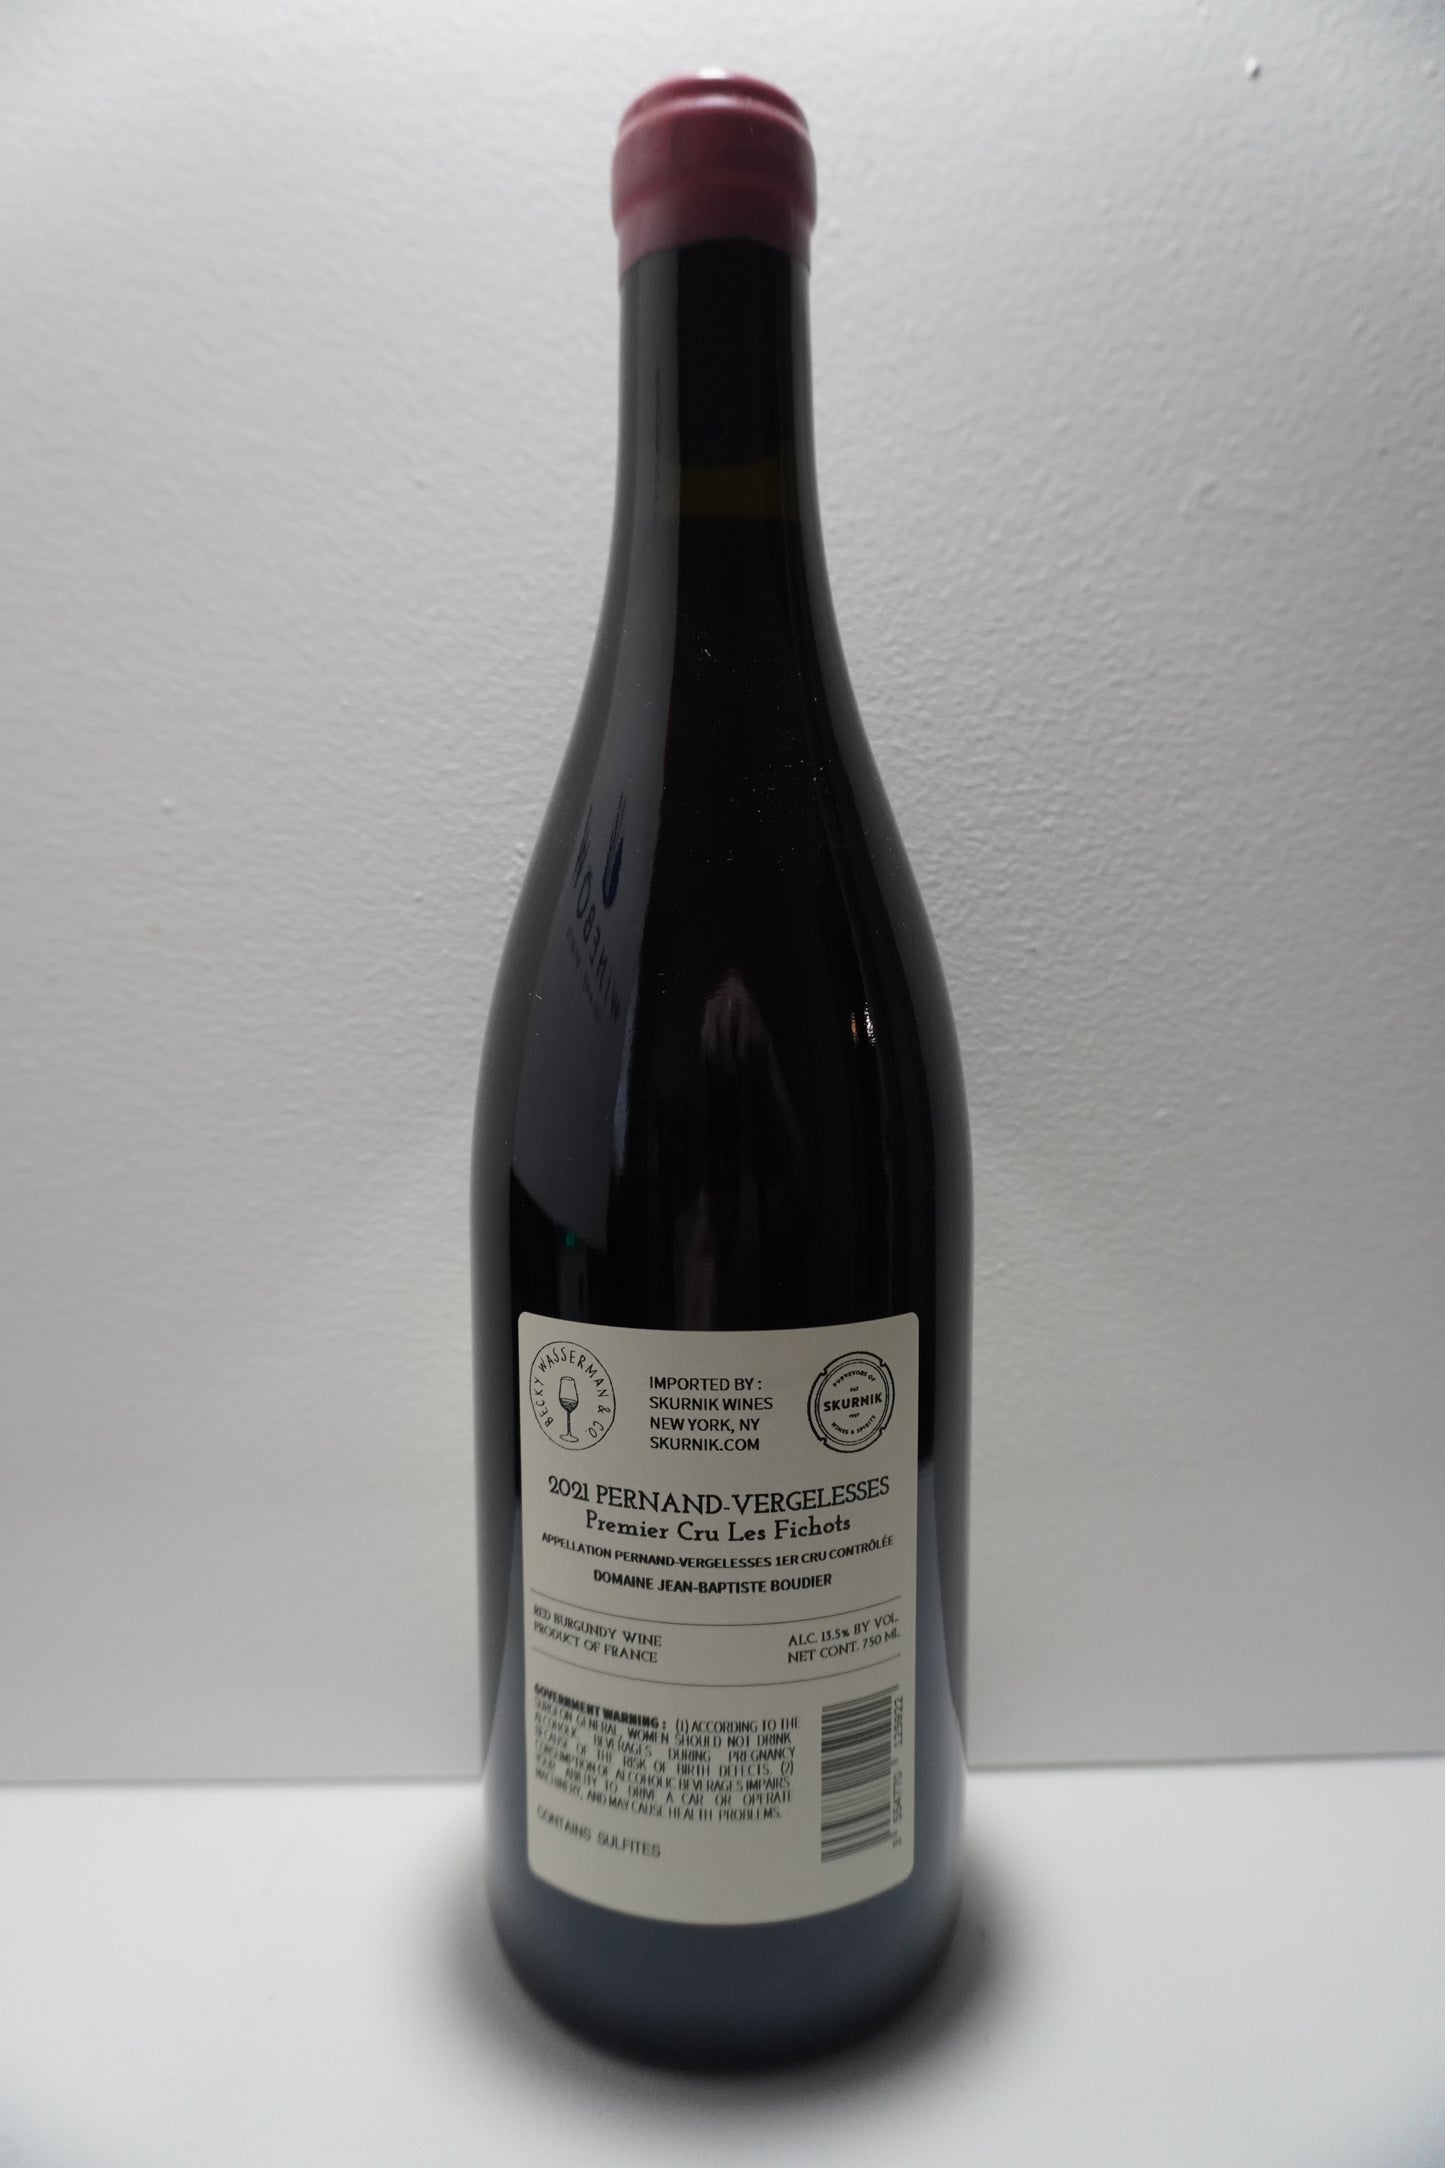 BECKY WASSERMAN & CO.
IMPORTED BY :
SKURNIK WINES
NEW YORK, NY
SKURNIK.COM
PURVEYORS OF
SKURNIK
1987
WINES & SPIRITS
2021 PERNAND-VERGELESSES
Premier Cru Les Fichots
APPELLATION PERNAND-VERGELESSES 1ER CRU CONTRÔLÉE
DOMAINE JEAN-BAPTISTE BOUDIER
RED BURGUNDY WINE
PRODUCT OF FRANCE
ALC. 13.5% BY VOL.
NET CONT. 750 ML
GOVERNMENT WARNING : (1) ACCORDING TO THE
SURGEON GENERAL, WOMEN SHOULD NOT DRINK
ALCOHOLIC BEVERAGES DURING PREGNANCY
BECAUSE OF THE RISK OF BIRTH DEFECTS. (2)
CONSUMPTION OF ALCOHOLIC BEVERAGES IMPAIRS
YOUR ABILITY TO DRIVE A CAR OR OPERATE
MACHINERY, AND MAY CAUSE HEALTH PROBLEMS.
CONTAINS SULFITES
3 554770 123922